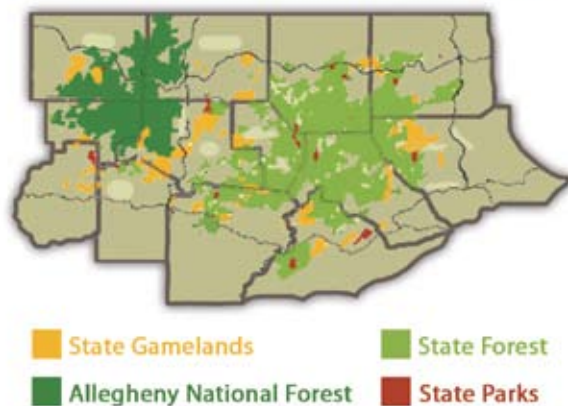 State Gamelands
State Forest
Allegheny National Forest
State Parks